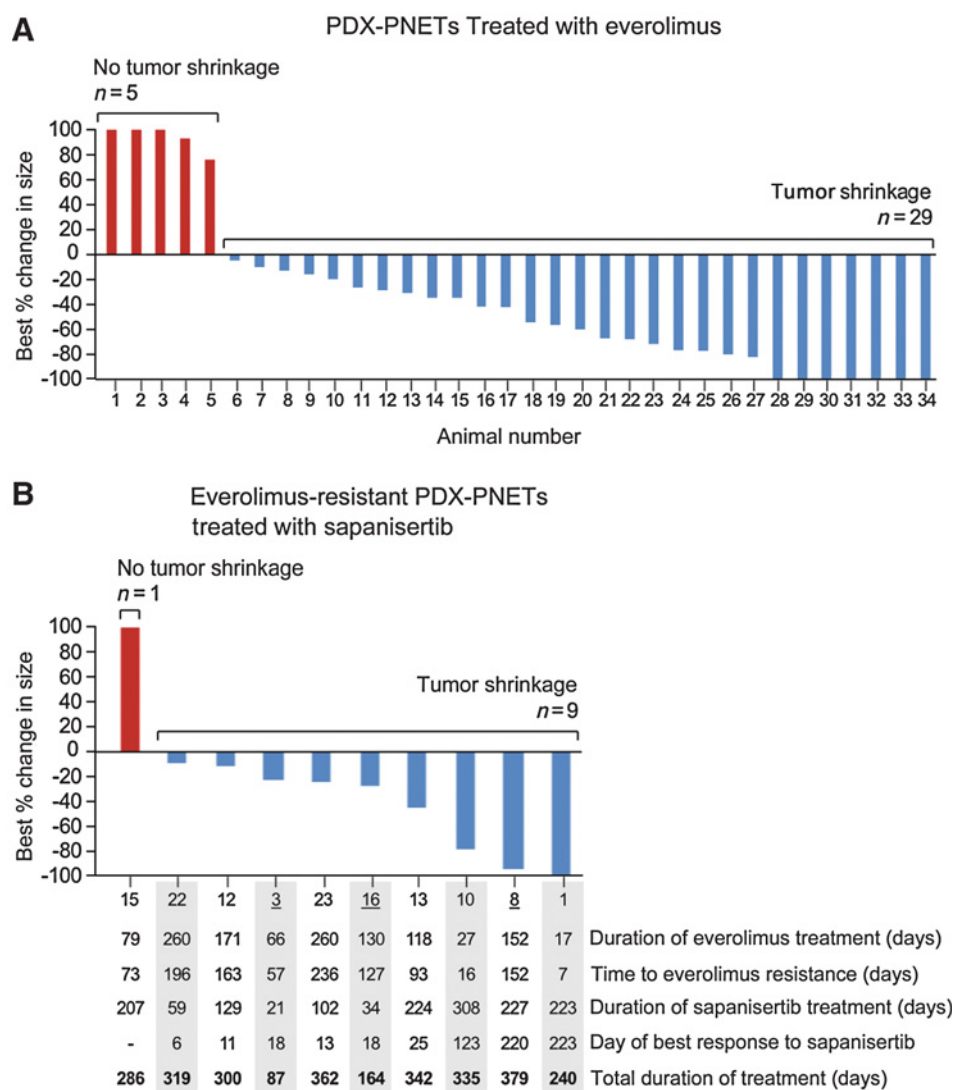 A
PDX-PNETs Treated with everolimus
No tumor shrinkage
n = 5
Tumor shrinkage
n = 29
Best % change in size
100
80
60
40
20
0
-20
-40
-60
-80
-100
1 2 3 4 5 6 7 8 9 10 11 12 13 14 15 16 17 18 19 20 21 22 23 24 25 26 27 28 29 30 31 32 33 34
Animal number
B
Everolimus-resistant PDX-PNETs
treated with sapanisertib
No tumor shrinkage
n = 1
Tumor shrinkage
n = 9
Best % change in size
100
80
60
40
20
0
-20
-40
-60
-80
-100
15 22 12 3 23 16 13 10 8 1
79 260 171 66 260 130 118 27 152 17 Duration of everolimus treatment (days)
73 196 163 57 236 127 93 16 152 7 Time to everolimus resistance (days)
207 59 129 21 102 34 224 308 227 223 Duration of sapanisertib treatment (days)
- 6 11 18 13 18 25 123 220 223 Day of best response to sapanisertib
286 319 300 87 362 164 342 335 379 240 Total duration of treatment (days)